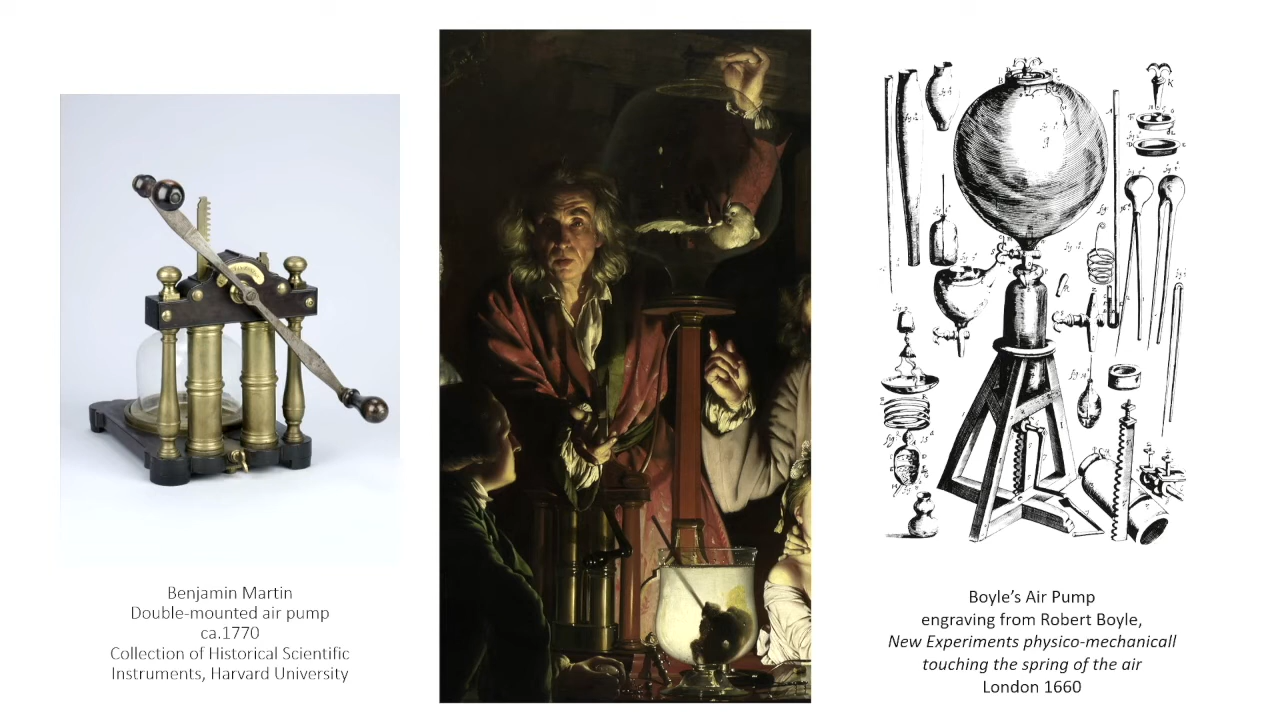 Benjamin Martin
Double-mounted air pump
ca.1770
Collection of Historical Scientific
Instruments, Harvard University
Boyle’s Air Pump
engraving from Robert Boyle,
New Experiments physico-mechanicall
touching the spring of the air
London 1660